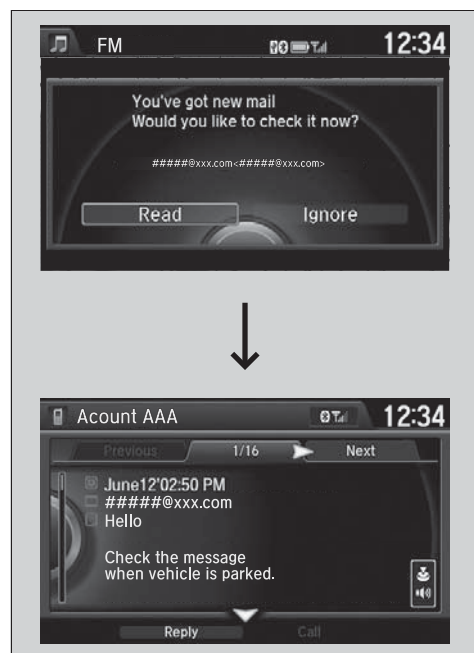 FM 12:34
You've got new mail
Would you like to check it now?
#####@xxx.com<#####@xxx.com>
Read Ignore
Acount AAA 12:34
Previous 1/16 Next
June12'02:50 PM
#####@xxx.com
Hello
Check the message
when vehicle is parked.
Reply Call